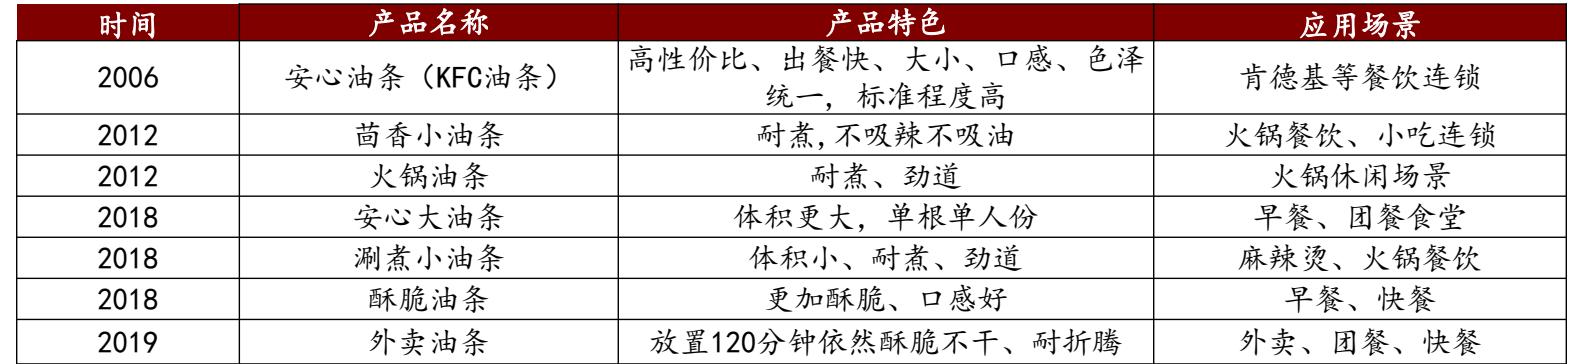 时间 产品名称 产品特色 应用场景
2006 安心油条（KFC油条） 高性价比、出餐快、大小、口感、色泽统一，标准程度高 肯德基等餐饮连锁
2012 茴香小油条 耐煮,不吸辣不吸油 火锅餐饮、小吃连锁
2012 火锅油条 耐煮、劲道 火锅休闲场景
2018 安心大油条 体积更大，单根单人份 早餐、团餐食堂
2018 涮煮小油条 体积小、耐煮、劲道 麻辣烫、火锅餐饮
2018 酥脆油条 更加酥脆、口感好 早餐、快餐
2019 外卖油条 放置120分钟依然酥脆不干、耐折腾 外卖、团餐、快餐